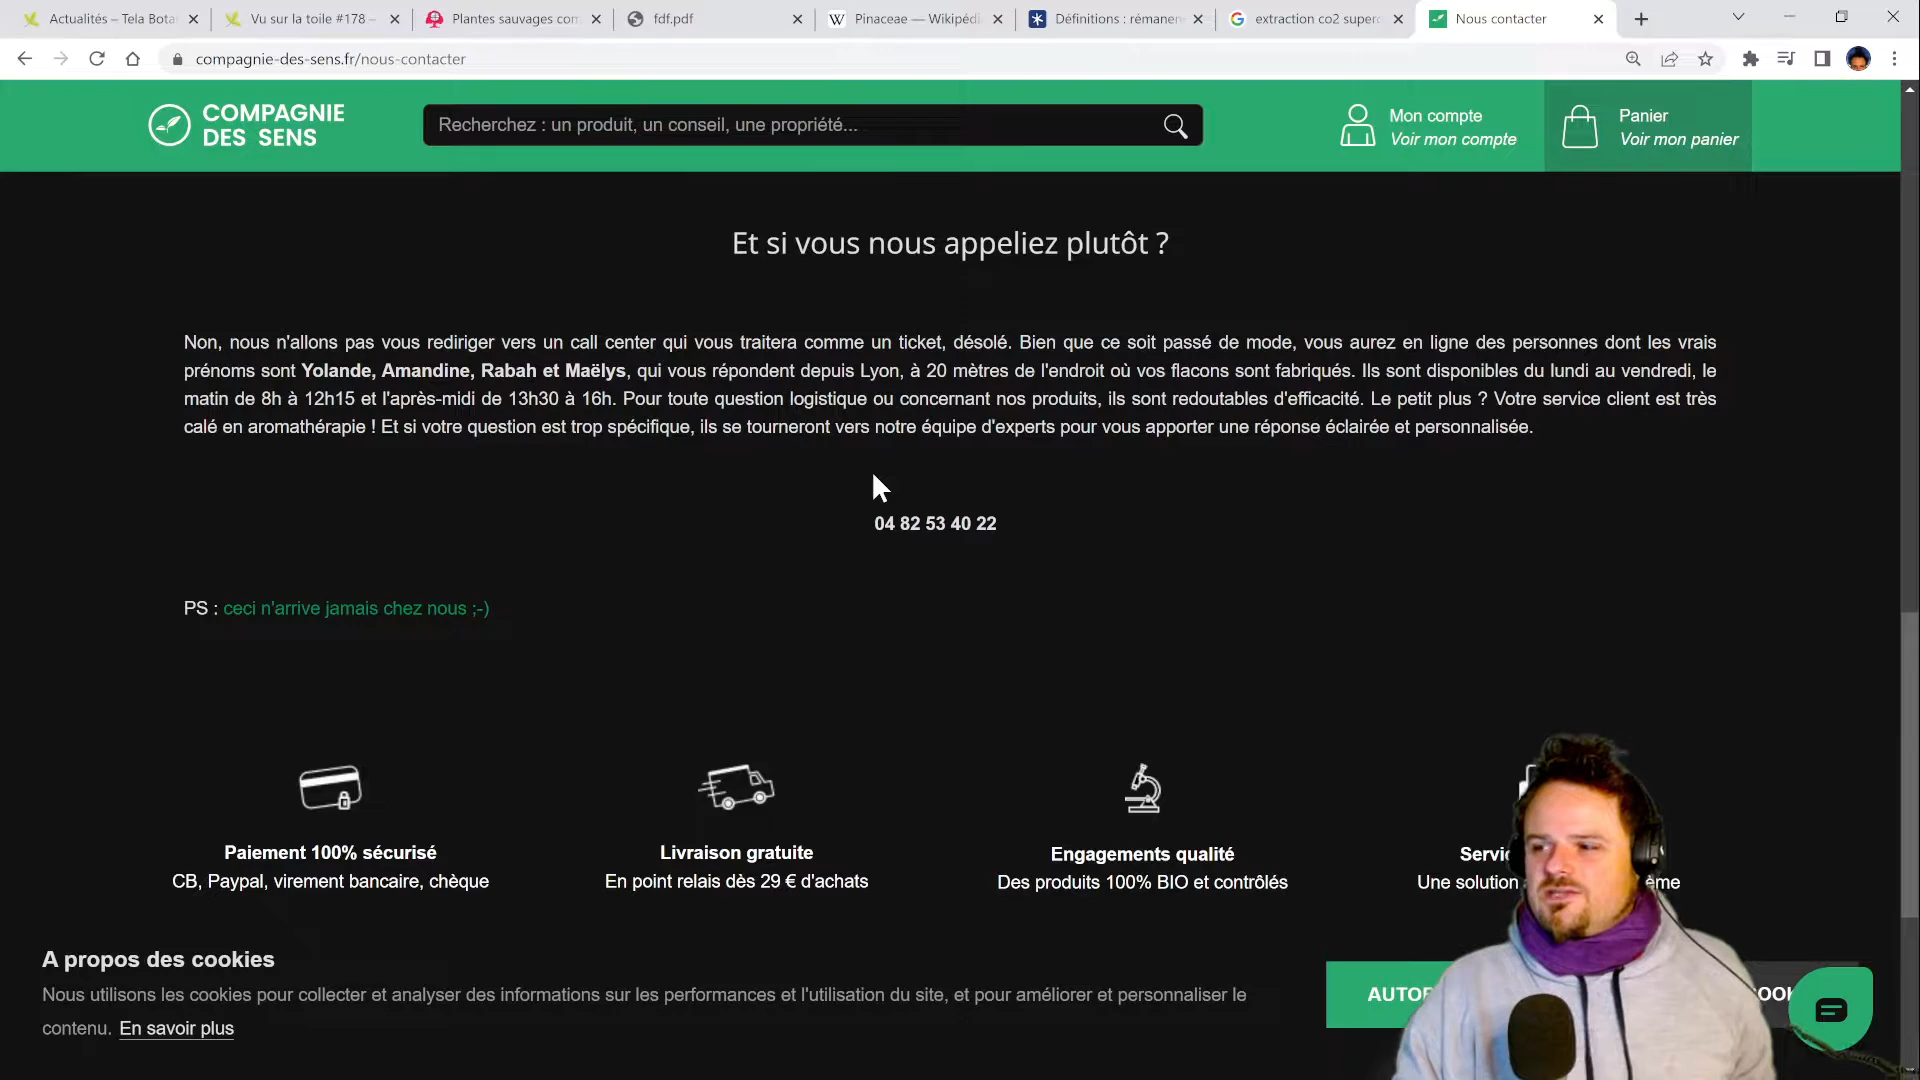 Actualités – Tela Bota
Vu sur la toile #178 –
Plantes sauvages com
fdf.pdf
Pinaceae — Wikipédi
Définitions : rémanen
extraction co2 superc
Nous contacter
compagnie-des-sens.fr/nous-contacter
COMPAGNIE
DES SENS
Recherchez : un produit, un conseil, une propriété...
Mon compte
Voir mon compte
Panier
Voir mon panier
Et si vous nous appeliez plutôt ?
Non, nous n'allons pas vous rediriger vers un call center qui vous traitera comme un ticket, désolé. Bien que ce soit passé de mode, vous aurez en ligne des personnes dont les vrais
prénoms sont Yolande, Amandine, Rabah et Maëlys, qui vous répondent depuis Lyon, à 20 mètres de l'endroit où vos flacons sont fabriqués. Ils sont disponibles du lundi au vendredi, le
matin de 8h à 12h15 et l'après-midi de 13h30 à 16h. Pour toute question logistique ou concernant nos produits, ils sont redoutables d'efficacité. Le petit plus ? Votre service client est très
calé en aromathérapie ! Et si votre question est trop spécifique, ils se tourneront vers notre équipe d'experts pour vous apporter une réponse éclairée et personnalisée.
04 82 53 40 22
PS : ceci n'arrive jamais chez nous ;-)
Paiement 100% sécurisé
CB, Paypal, virement bancaire, chèque
Livraison gratuite
En point relais dès 29 € d'achats
Engagements qualité
Des produits 100% BIO et contrôlés
Une solution
A propos des cookies
Nous utilisons les cookies pour collecter et analyser des informations sur les performances et l'utilisation du site, et pour améliorer et personnaliser le
contenu. En savoir plus